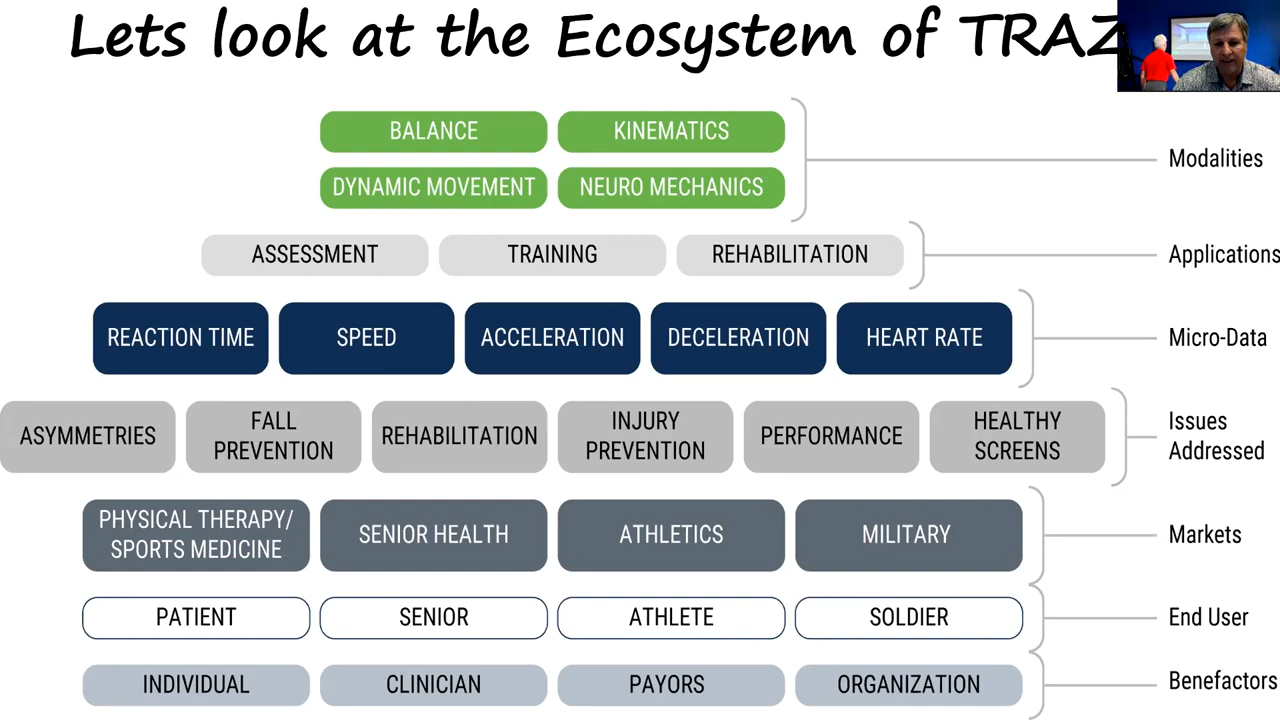 Lets look at the Ecosystem of TRAZ
BALANCE
KINEMATICS
DYNAMIC MOVEMENT
NEURO MECHANICS
Modalities
ASSESSMENT
TRAINING
REHABILITATION
Applications
REACTION TIME
SPEED
ACCELERATION
DECELERATION
HEART RATE
Micro-Data
ASYMMETRIES
FALL
PREVENTION
REHABILITATION
INJURY
PREVENTION
PERFORMANCE
HEALTHY
SCREENS
Issues
Addressed
PHYSICAL THERAPY/
SPORTS MEDICINE
SENIOR HEALTH
ATHLETICS
MILITARY
Markets
PATIENT
SENIOR
ATHLETE
SOLDIER
End User
INDIVIDUAL
CLINICIAN
PAYORS
ORGANIZATION
Benefactors